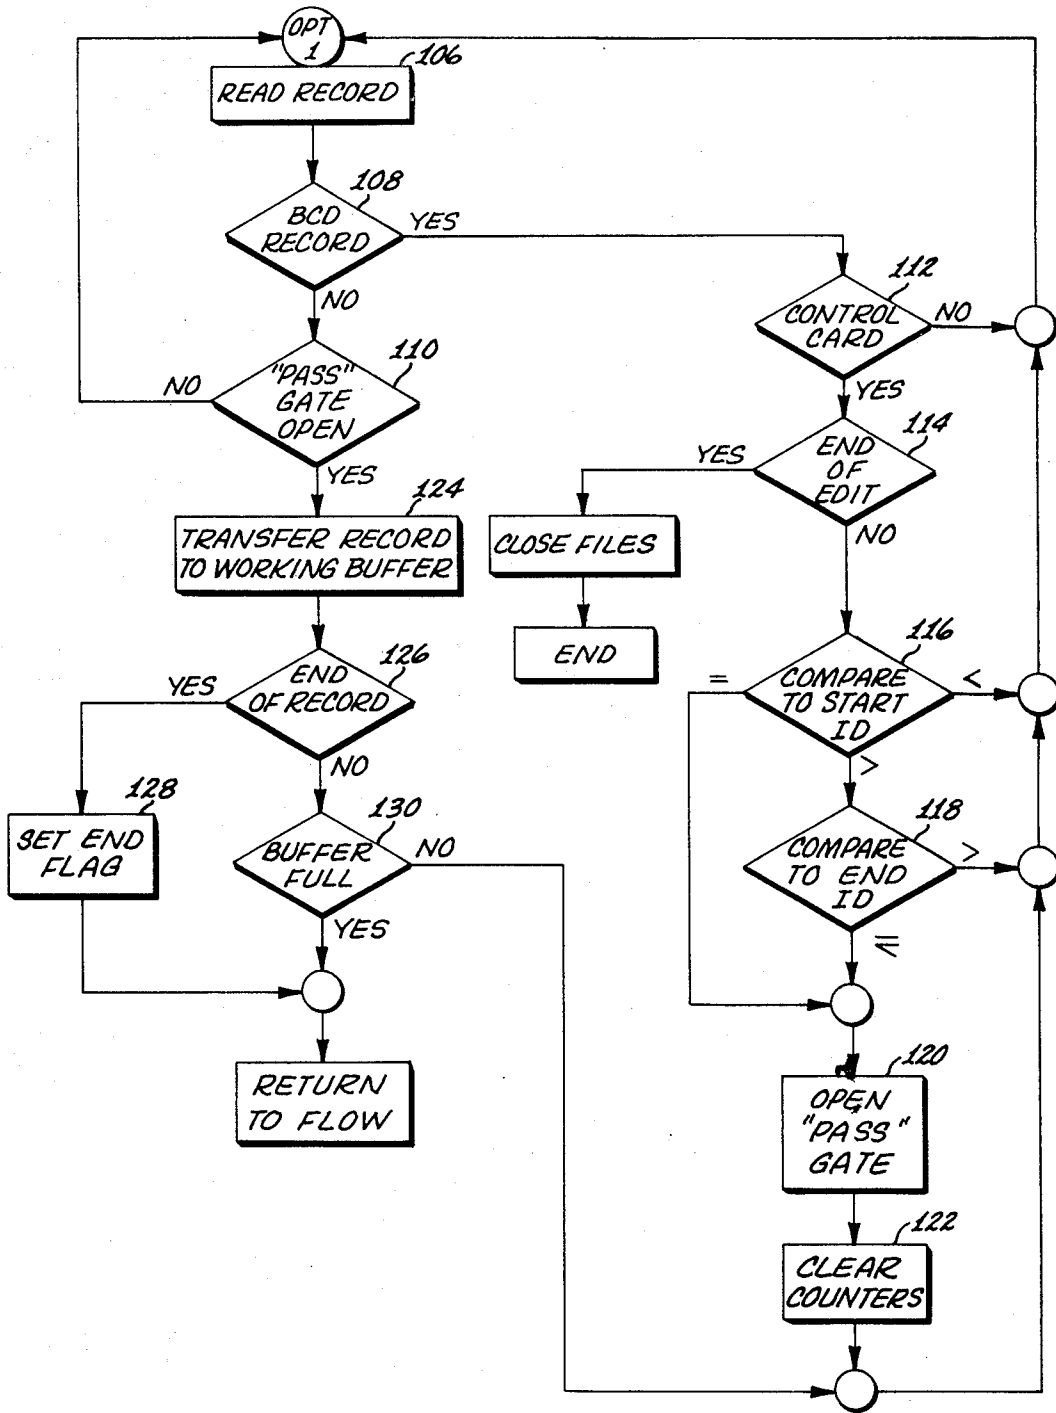 OPT
1
106
READ RECORD
108
BCD
RECORD
YES
NO
112
CONTROL
CARD
NO
YES
110
"PASS"
GATE
OPEN
NO
YES
114
END
OF
EDIT
YES
NO
124
TRANSFER RECORD
TO WORKING BUFFER
CLOSE FILES
END
126
END
OF RECORD
YES
NO
116
COMPARE
TO START
ID
=
<
>
128
SET END
FLAG
130
BUFFER
FULL
NO
YES
118
COMPARE
TO END
ID
>
≤
RETURN
TO FLOW
120
OPEN
"PASS"
GATE
122
CLEAR
COUNTERS